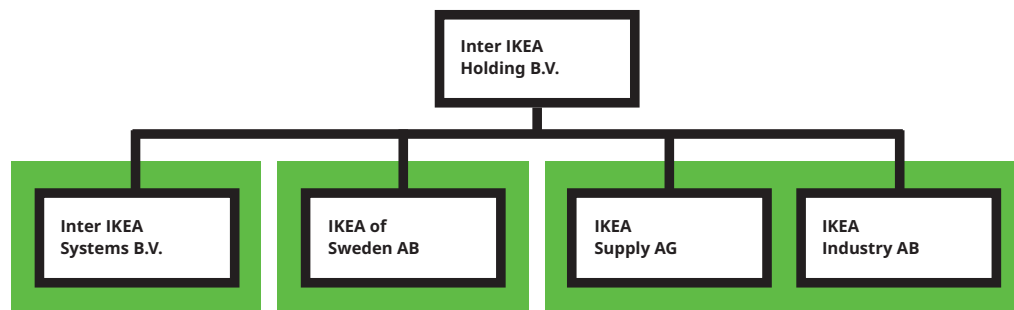 Inter IKEA
Holding B.V.
Inter IKEA
Systems B.V.
IKEA of
Sweden AB
IKEA
Supply AG
IKEA
Industry AB